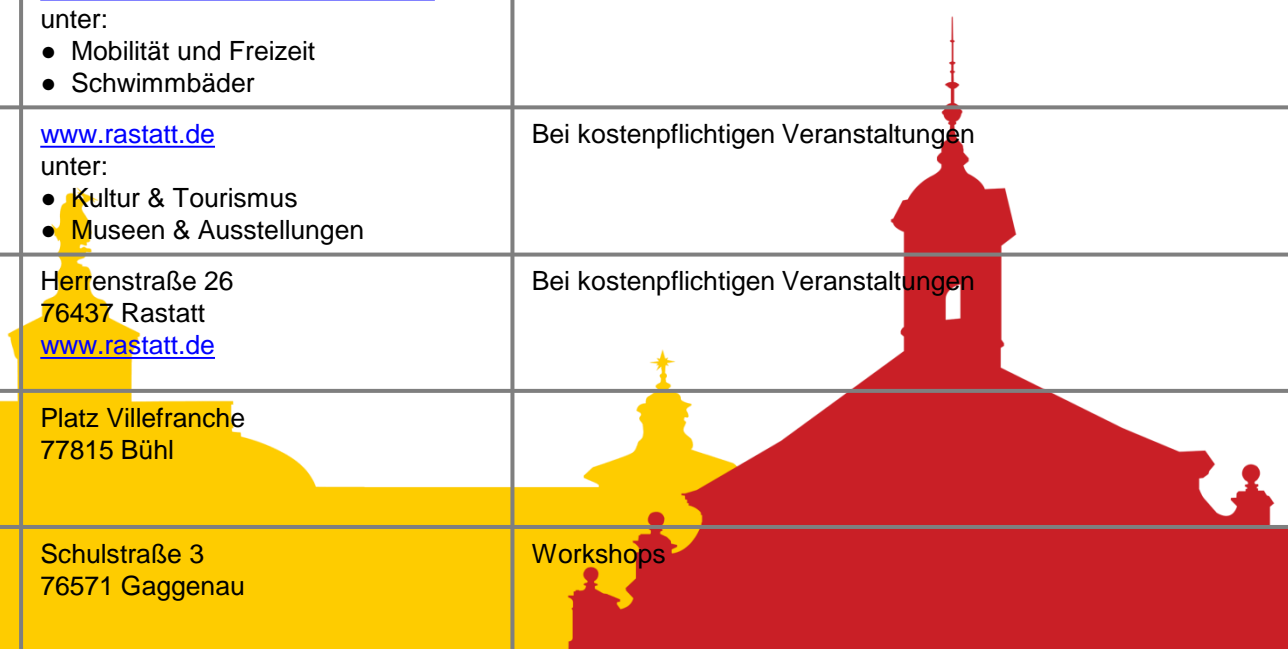 unter:
● Mobilität und Freizeit
● Schwimmbäder
www.rastatt.de
Bei kostenpflichtigen Veranstaltungen
unter:
● Kultur & Tourismus
● Museen & Ausstellungen
Herrenstraße 26
Bei kostenpflichtigen Veranstaltungen
76437 Rastatt
www.rastatt.de
Platz Villefranche
77815 Bühl
Schulstraße 3
Workshops
76571 Gaggenau